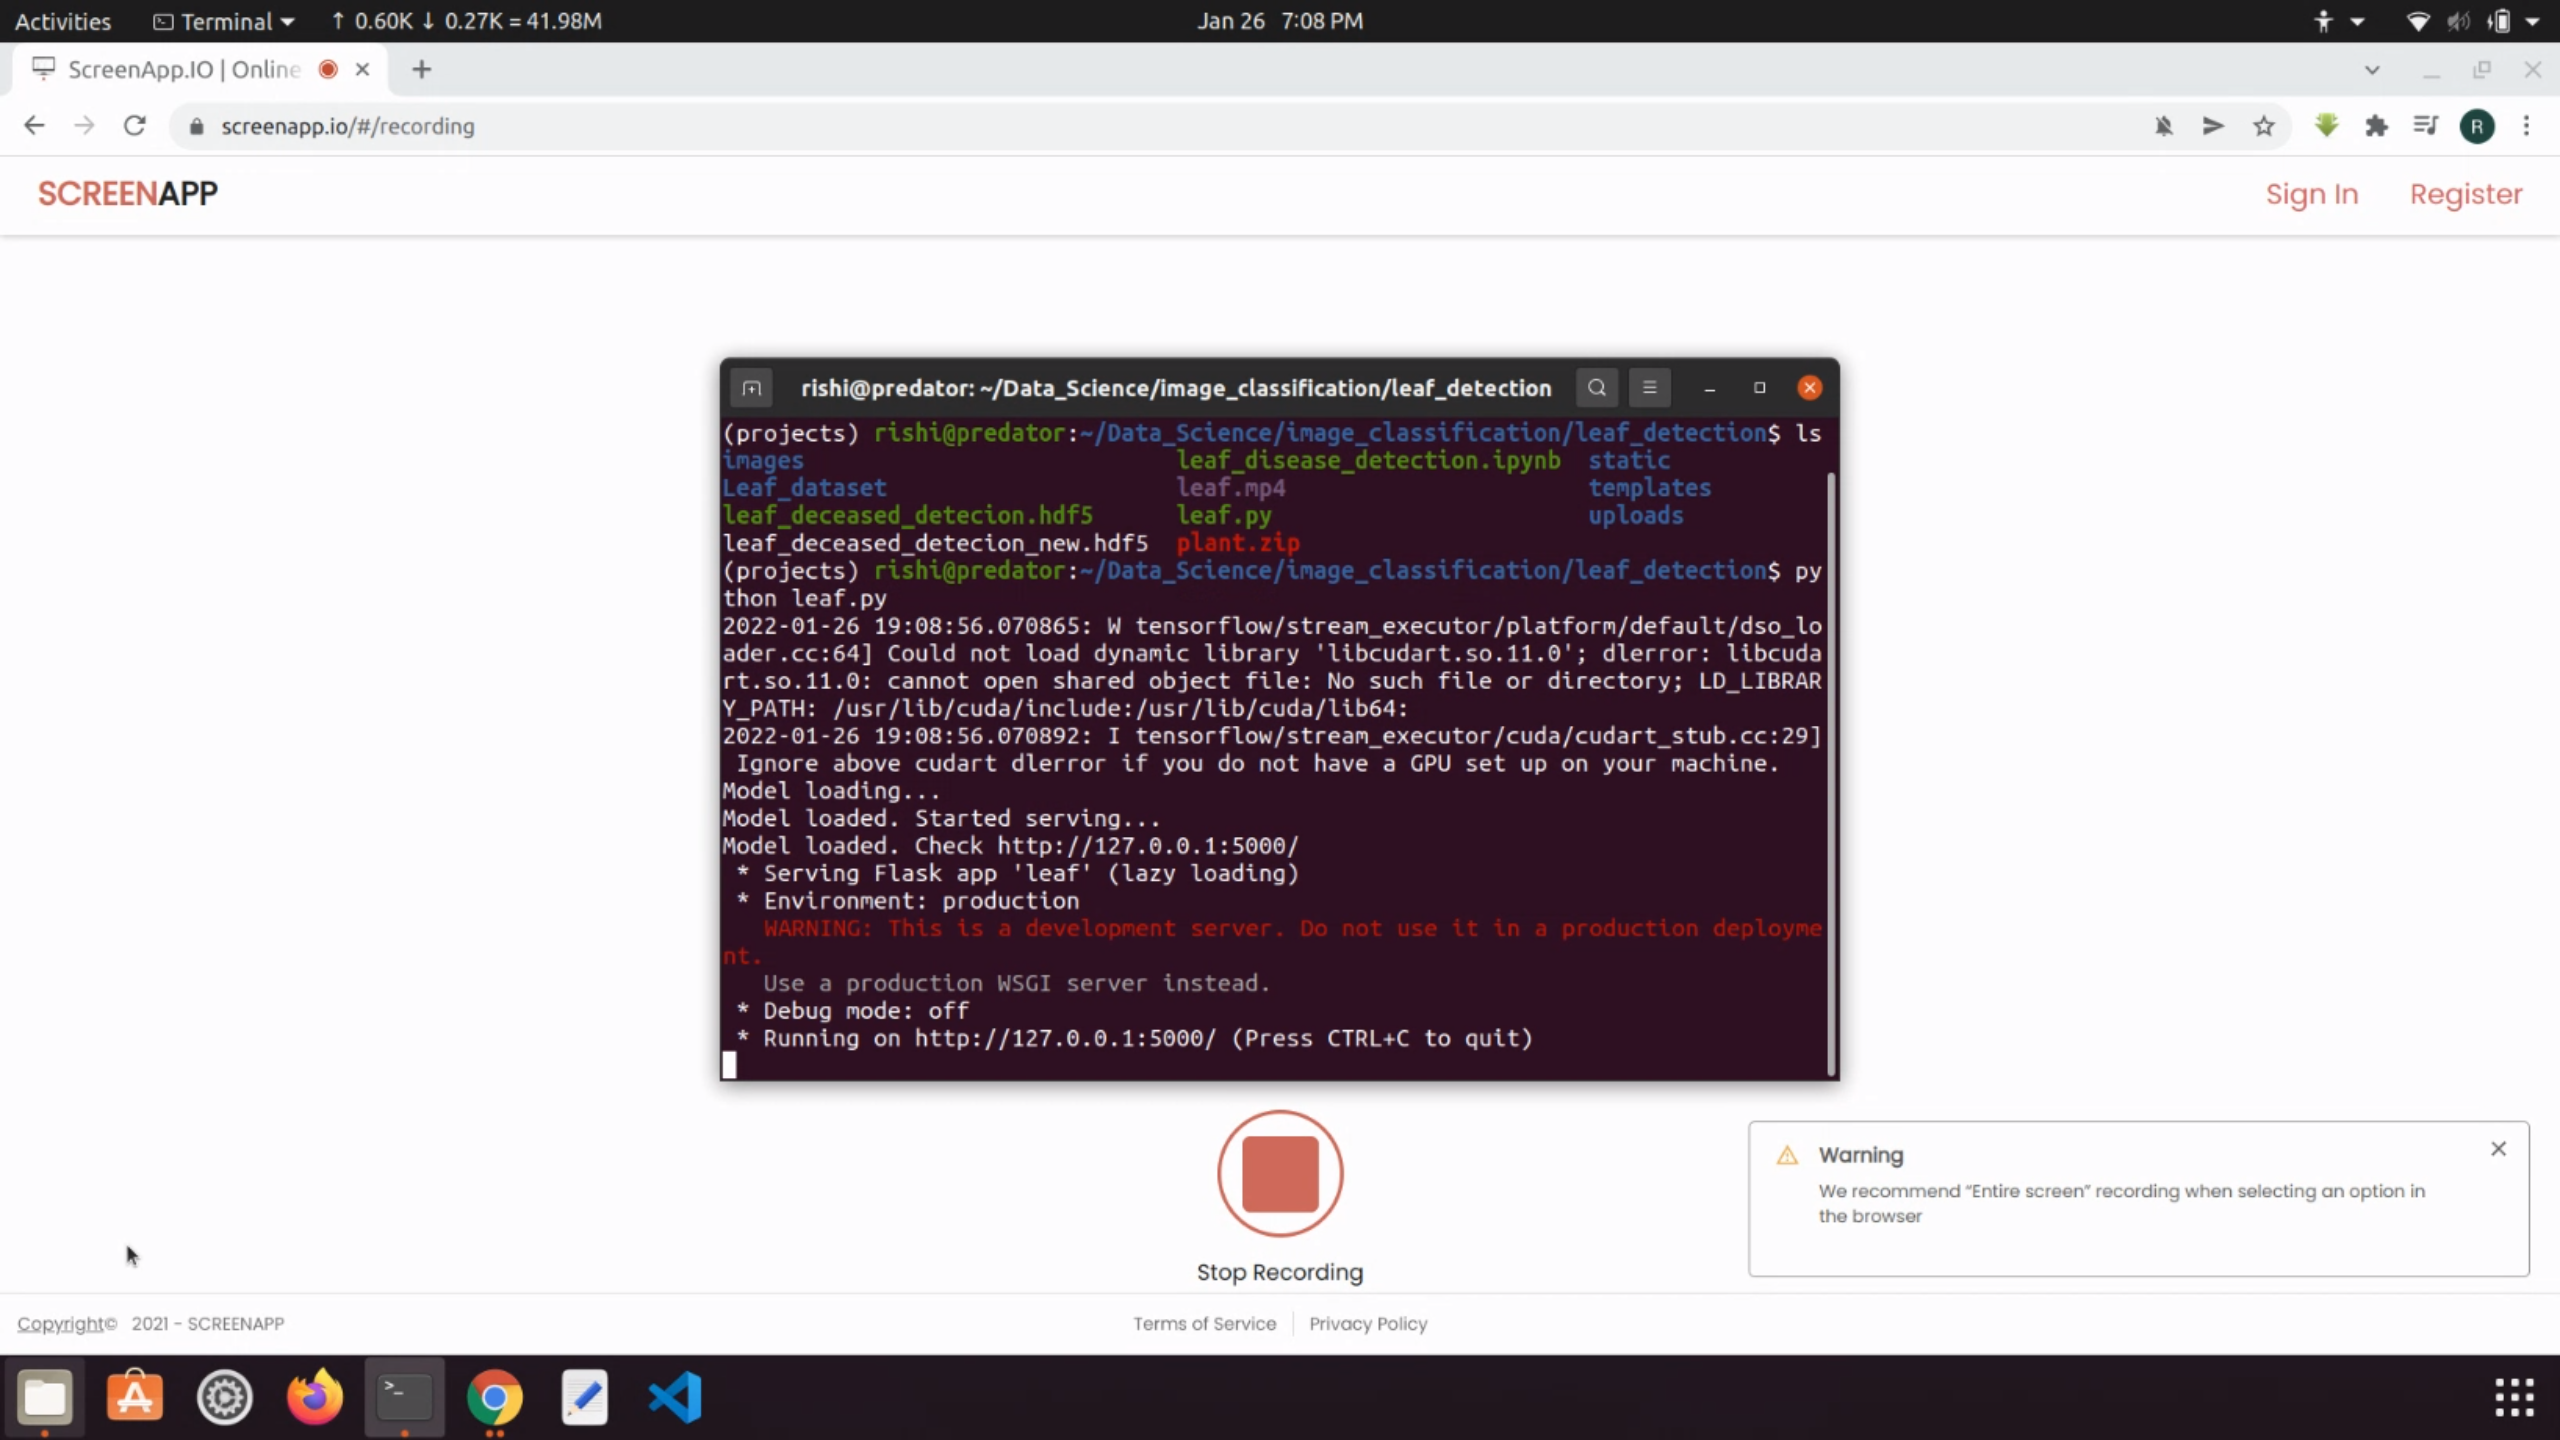 Activities Terminal ↑ 0.60K ↓ 0.27K = 41.98M Jan 26 7:08 PM
ScreenApp.IO | Online
screenapp.io/#/recording R
SCREENAPP Sign In Register
rishi@predator: ~/Data_Science/image_classification/leaf_detection
(projects) rishi@predator:~/Data_Science/image_classification/leaf_detection$ ls
images leaf_disease_detection.ipynb static
Leaf_dataset leaf.mp4 templates
leaf_deceased_detecion.hdf5 leaf.py uploads
leaf_deceased_detecion_new.hdf5 plant.zip
(projects) rishi@predator:~/Data_Science/image_classification/leaf_detection$ py
thon leaf.py
2022-01-26 19:08:56.070865: W tensorflow/stream_executor/platform/default/dso_lo
ader.cc:64] Could not load dynamic library 'libcudart.so.11.0'; dlerror: libcuda
rt.so.11.0: cannot open shared object file: No such file or directory; LD_LIBRAR
Y_PATH: /usr/lib/cuda/include:/usr/lib/cuda/lib64:
2022-01-26 19:08:56.070892: I tensorflow/stream_executor/cuda/cudart_stub.cc:29]
Ignore above cudart dlerror if you do not have a GPU set up on your machine.
Model loading...
Model loaded. Started serving...
Model loaded. Check http://127.0.0.1:5000/
* Serving Flask app 'leaf' (lazy loading)
* Environment: production
WARNING: This is a development server. Do not use it in a production deployme
nt.
Use a production WSGI server instead.
* Debug mode: off
* Running on http://127.0.0.1:5000/ (Press CTRL+C to quit)
Warning
We recommend “Entire screen” recording when selecting an option in
the browser
Stop Recording
Copyright© 2021 - SCREENAPP Terms of Service Privacy Policy